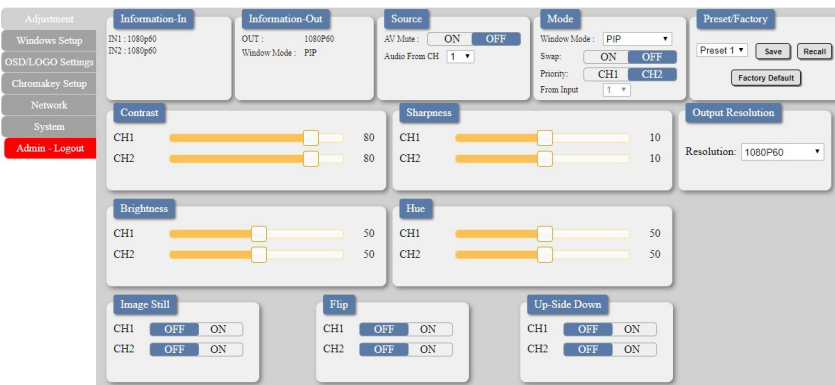 Adjustment
Windows Setup
OSD/LOGO Settings
Chromakey Setup
Network
System
Admin - Logout
Information-In
IN1 : 1080p60
IN2 : 1080p60
Information-Out
OUT : 1080P60
Window Mode : PIP
Source
AV Mute : ON OFF
Audio From CH 1
Mode
Window Mode : PIP
Swap: ON OFF
Priority: CH1 CH2
From Input 1
Preset/Factory
Preset 1 Save Recall
Factory Default
Contrast
CH1 80
CH2 80
Sharpness
CH1 10
CH2 10
Output Resolution
Resolution: 1080P60
Brightness
CH1 50
CH2 50
Hue
CH1 50
CH2 50
Image Still
CH1 OFF ON
CH2 OFF ON
Flip
CH1 OFF ON
CH2 OFF ON
Up-Side Down
CH1 OFF ON
CH2 OFF ON